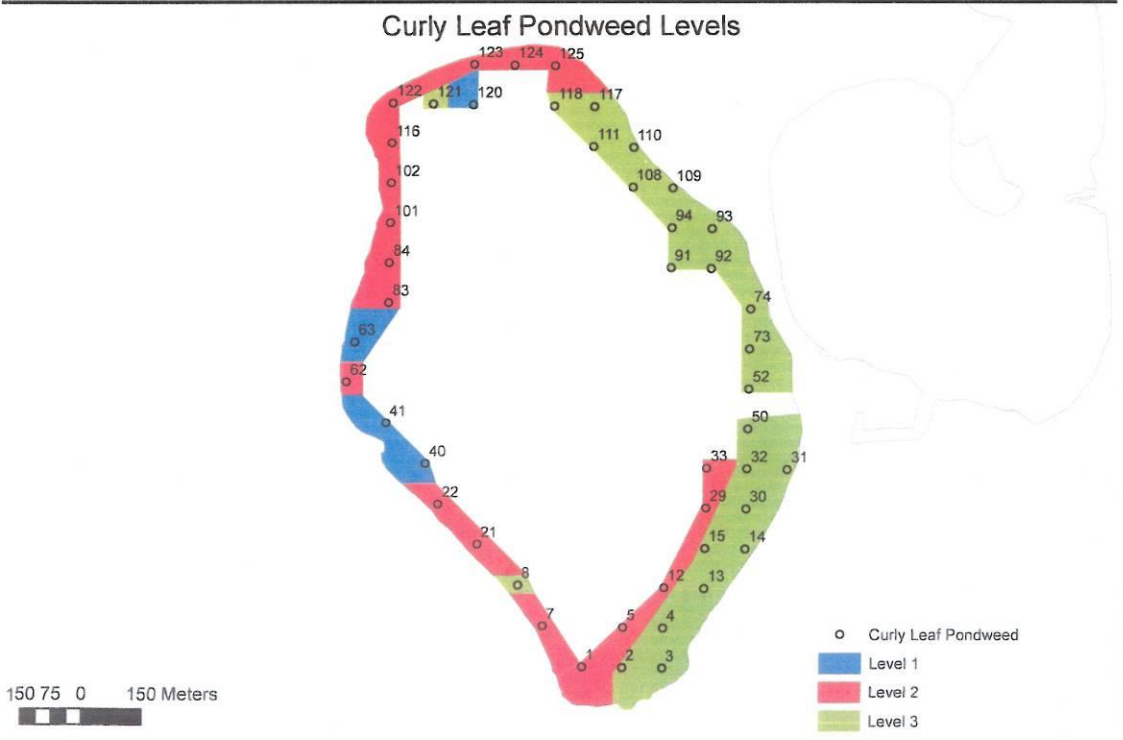 Curly Leaf Pondweed Levels
123 124 125
122 121 120 118 117
116 111 110
102 108 109
101 94 93
84 91 92
83 74
63 73
62 52
41 50
40 33 32 31
22 29 30
21 15 14
8 12 13
7 5 4
1 2 3
Curly Leaf Pondweed
Level 1
Level 2
Level 3
150 75 0 150 Meters